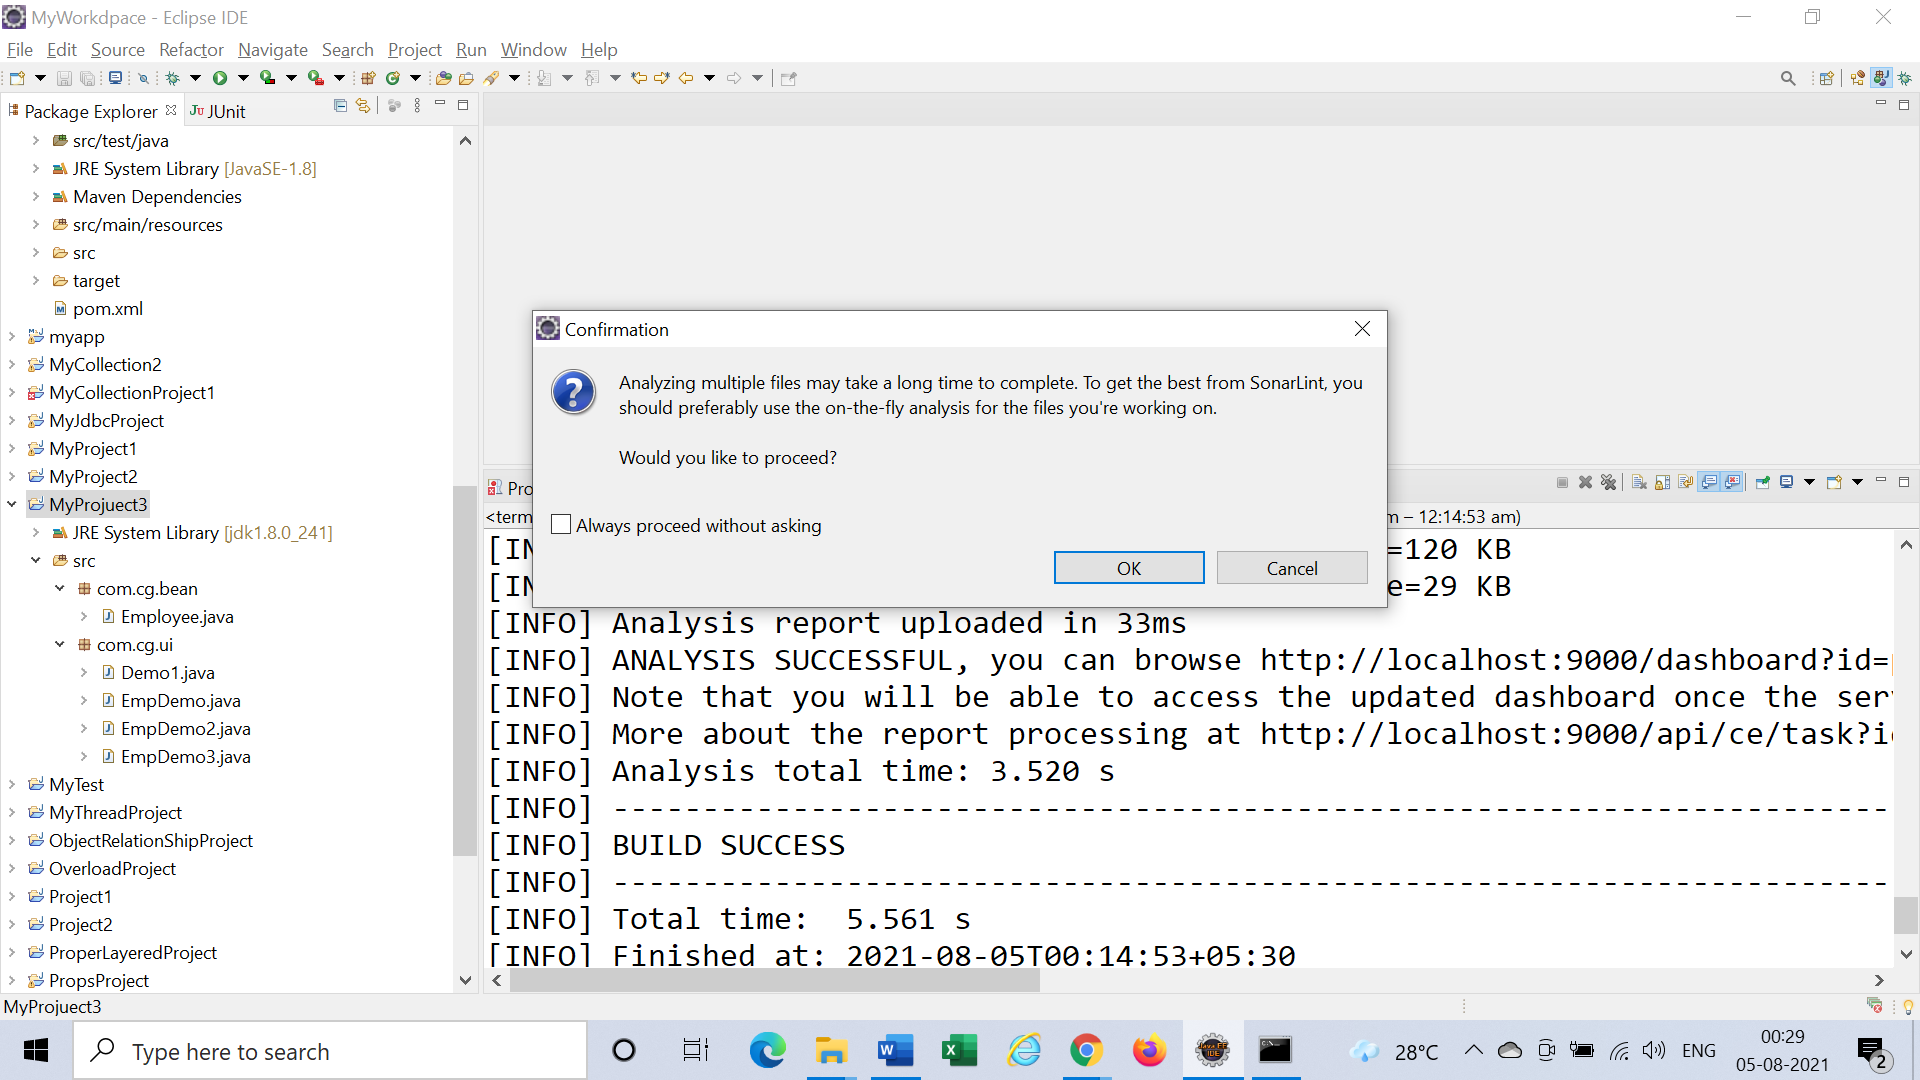 MyWorkdpace - Eclipse IDE
File Edit Source Refactor Navigate Search Project Run Window Help
Package Explorer
JUnit
src/test/java
JRE System Library [JavaSE-1.8]
Maven Dependencies
src/main/resources
src
target
pom.xml
myapp
MyCollection2
MyCollectionProject1
MyJdbcProject
MyProject1
MyProject2
MyProjuect3
JRE System Library [jdk1.8.0_241]
src
com.cg.bean
Employee.java
com.cg.ui
Demo1.java
EmpDemo.java
EmpDemo2.java
EmpDemo3.java
MyTest
MyThreadProject
ObjectRelationShipProject
OverloadProject
Project1
Project2
ProperLayeredProject
PropsProject
Confirmation
Analyzing multiple files may take a long time to complete. To get the best from SonarLint, you
should preferably use the on-the-fly analysis for the files you're working on.
Would you like to proceed?
Always proceed without asking
OK
Cancel
Pro
<term
m – 12:14:53 am)
[IN
=120 KB
[IN
e=29 KB
[INFO] Analysis report uploaded in 33ms
[INFO] ANALYSIS SUCCESSFUL, you can browse http://localhost:9000/dashboard?id=
[INFO] Note that you will be able to access the updated dashboard once the ser
[INFO] More about the report processing at http://localhost:9000/api/ce/task?i
[INFO] Analysis total time: 3.520 s
[INFO] -----------------------------------------------------------------------
[INFO] BUILD SUCCESS
[INFO] -----------------------------------------------------------------------
[INFO] Total time:  5.561 s
[INFO] Finished at: 2021-08-05T00:14:53+05:30
MyProjuect3
Type here to search
28°C
ENG
00:29
05-08-2021
2